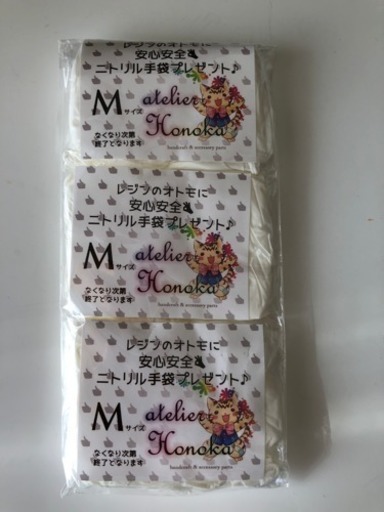 レジンのオトモに
安心安全
ニトリル手袋プレゼント♪
Mサイズ
atelier
Honoka
なくなり次第
終了となります
レジンのオトモに
安心安全
ニトリル手袋プレゼント♪
Mサイズ
atelier
Honoka
handcraft & accessory parts
なくなり次第
終了となります
レジンのオトモに
安心安全
ニトリル手袋プレゼント♪
Mサイズ
atelier
Honoka
handcraft & accessory parts
なくなり次第
終了となります